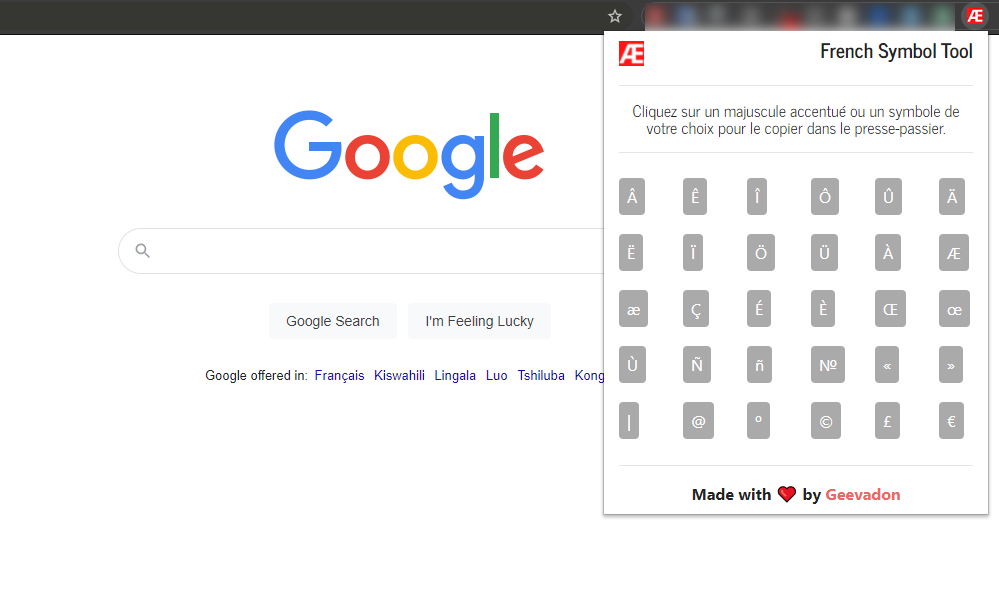 Æ
Æ French Symbol Tool
Cliquez sur un majuscule accentué ou un symbole de
votre choix pour le copier dans le presse-passier.
Google
Â Ê Î Ô Û Ä
Ë Ï Ö Ü À Æ
æ Ç É È Œ œ
Ù Ñ ñ № « »
| @ º © £ €
Google Search I'm Feeling Lucky
Google offered in: Français Kiswahili Lingala Luo Tshiluba Kong
Made with by Geevadon